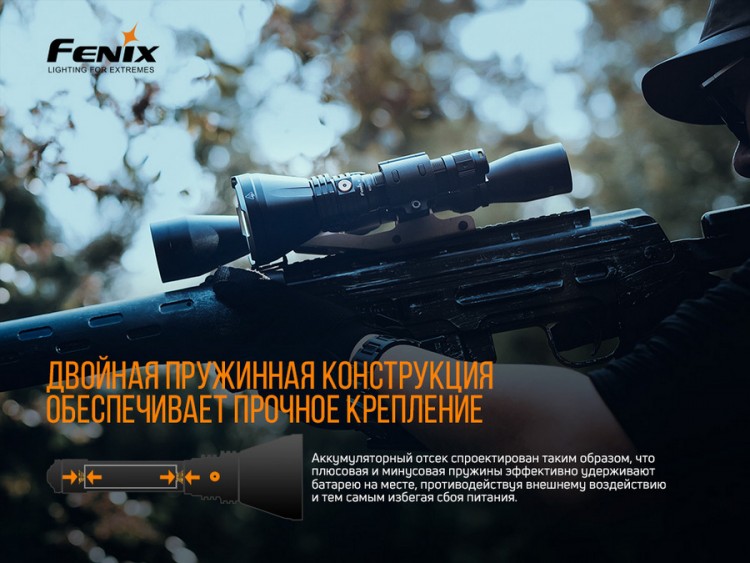 FENIX
LIGHTING FOR EXTREMES
ДВОЙНАЯ ПРУЖИННАЯ КОНСТРУКЦИЯ
ОБЕСПЕЧИВАЕТ ПРОЧНОЕ КРЕПЛЕНИЕ
Аккумуляторный отсек спроектирован таким образом, что
плюсовая и минусовая пружины эффективно удерживают
батарею на месте, противодействуя внешнему воздействию
и тем самым избегая сбоя питания.